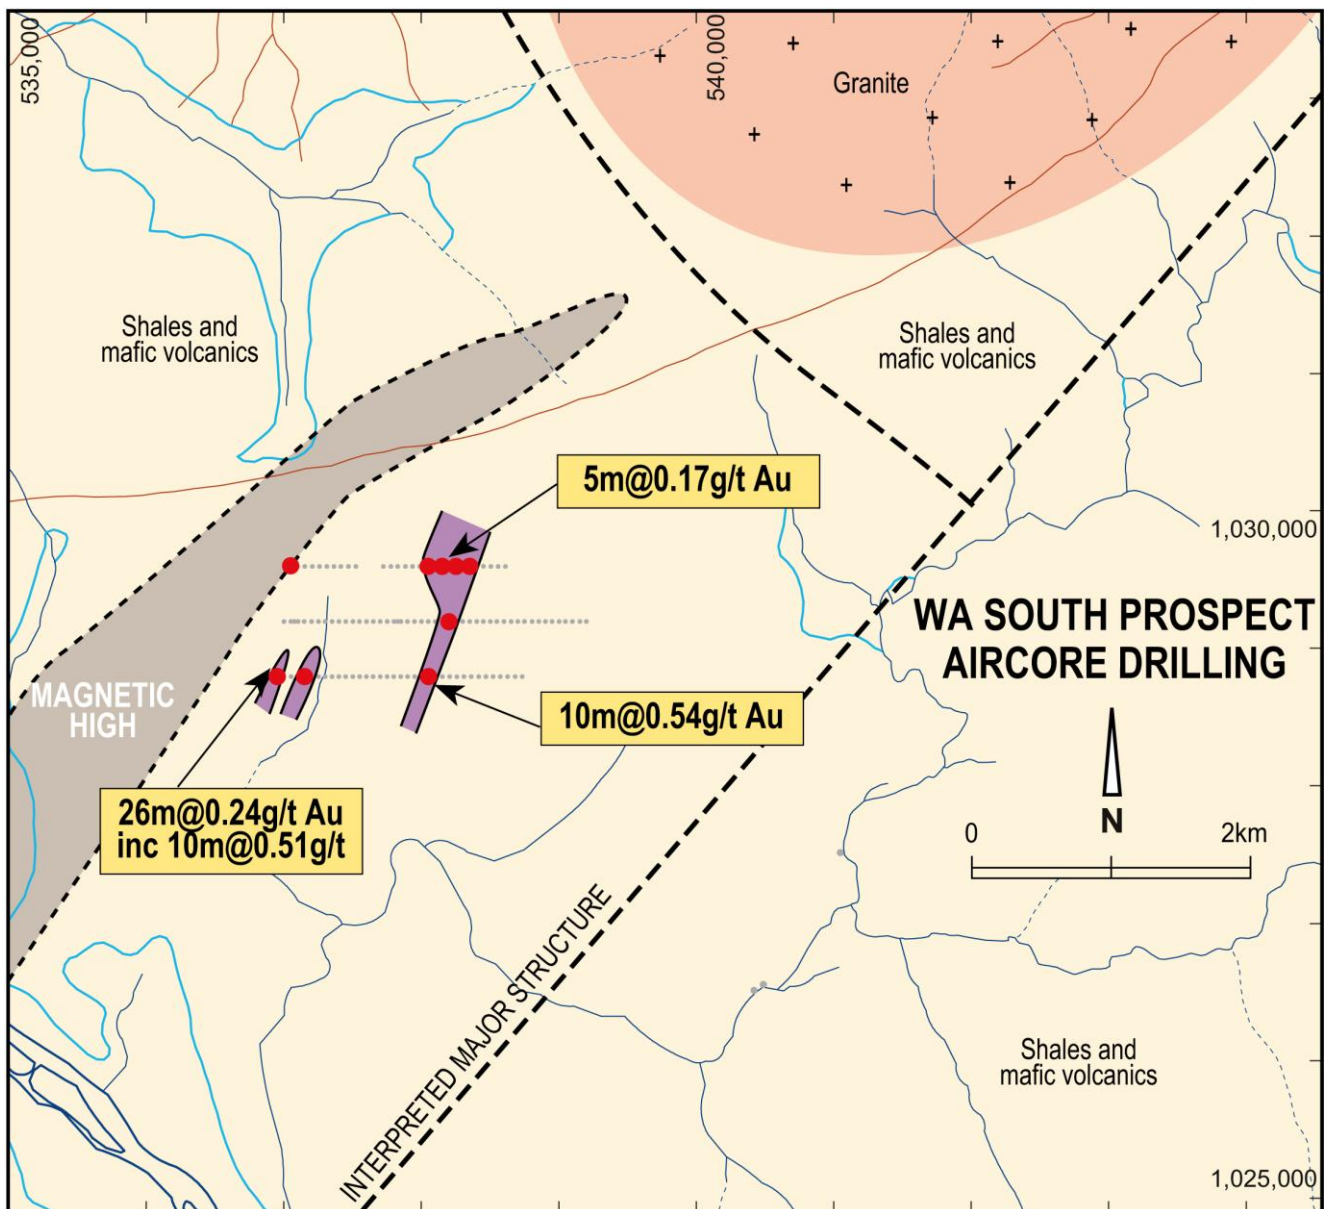 535,000
540,000
Granite
Shales and
mafic volcanics
Shales and
mafic volcanics
5m@0.17g/t Au
1,030,000
WA SOUTH PROSPECT
AIRCORE DRILLING
MAGNETIC
HIGH
10m@0.54g/t Au
26m@0.24g/t Au
inc 10m@0.51g/t
N
0 2km
INTERPRETED MAJOR STRUCTURE
Shales and
mafic volcanics
1,025,000